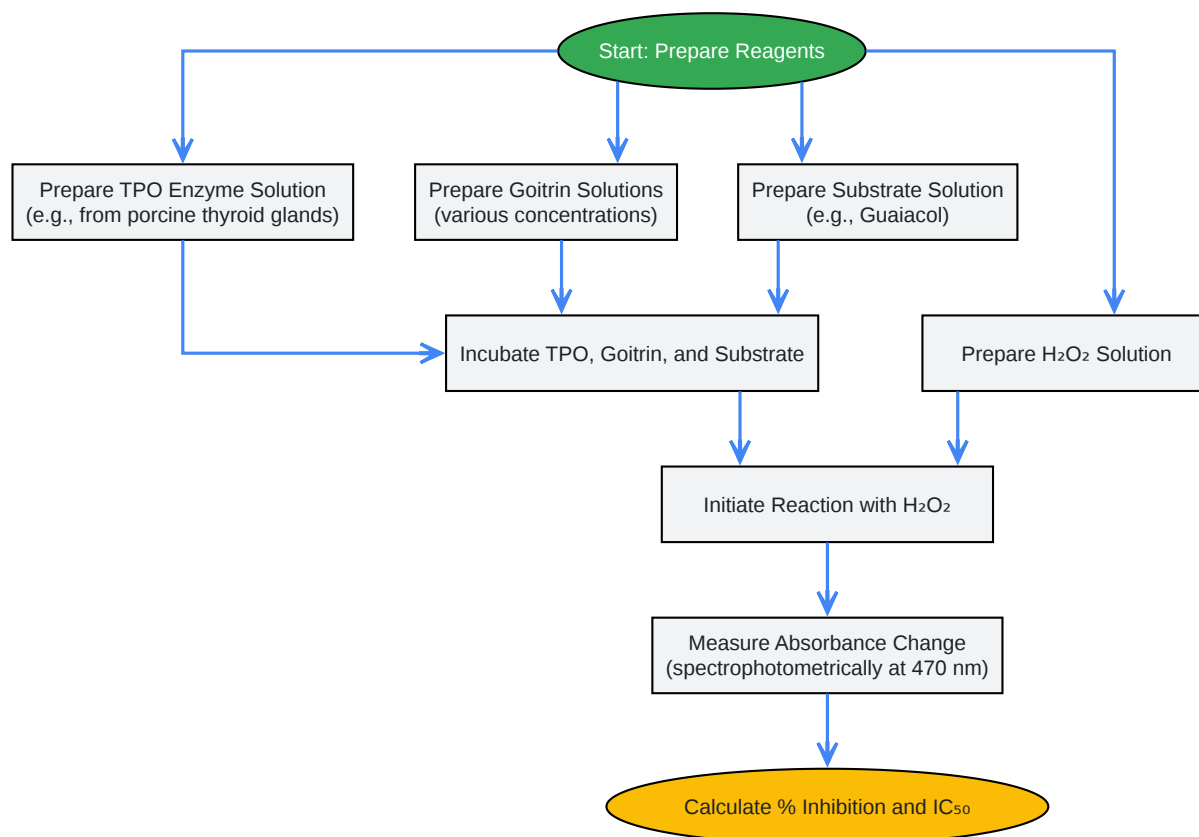 Start: Prepare Reagents
Prepare TPO Enzyme Solution
(e.g., from porcine thyroid glands)
Prepare Goitrin Solutions
(various concentrations)
Prepare Substrate Solution
(e.g., Guaiacol)
Incubate TPO, Goitrin, and Substrate
Prepare H₂O₂ Solution
Initiate Reaction with H₂O₂
Measure Absorbance Change
(spectrophotometrically at 470 nm)
Calculate % Inhibition and IC₅₀